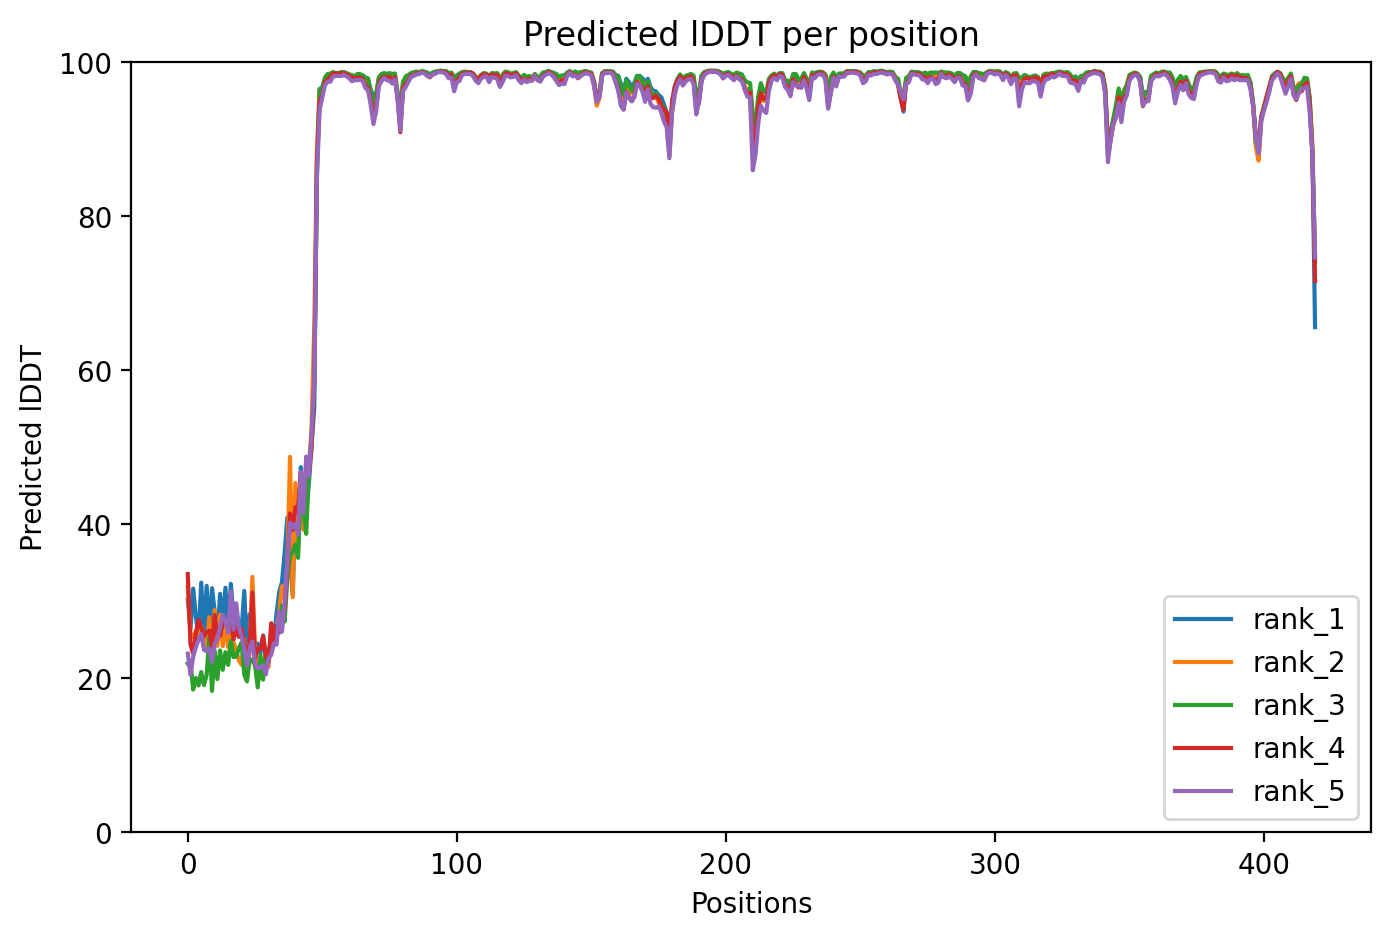 Predicted lDDT per position
Predicted lDDT
100
80
60
40
20
0
0 100 200 300 400
Positions
rank_1
rank_2
rank_3
rank_4
rank_5